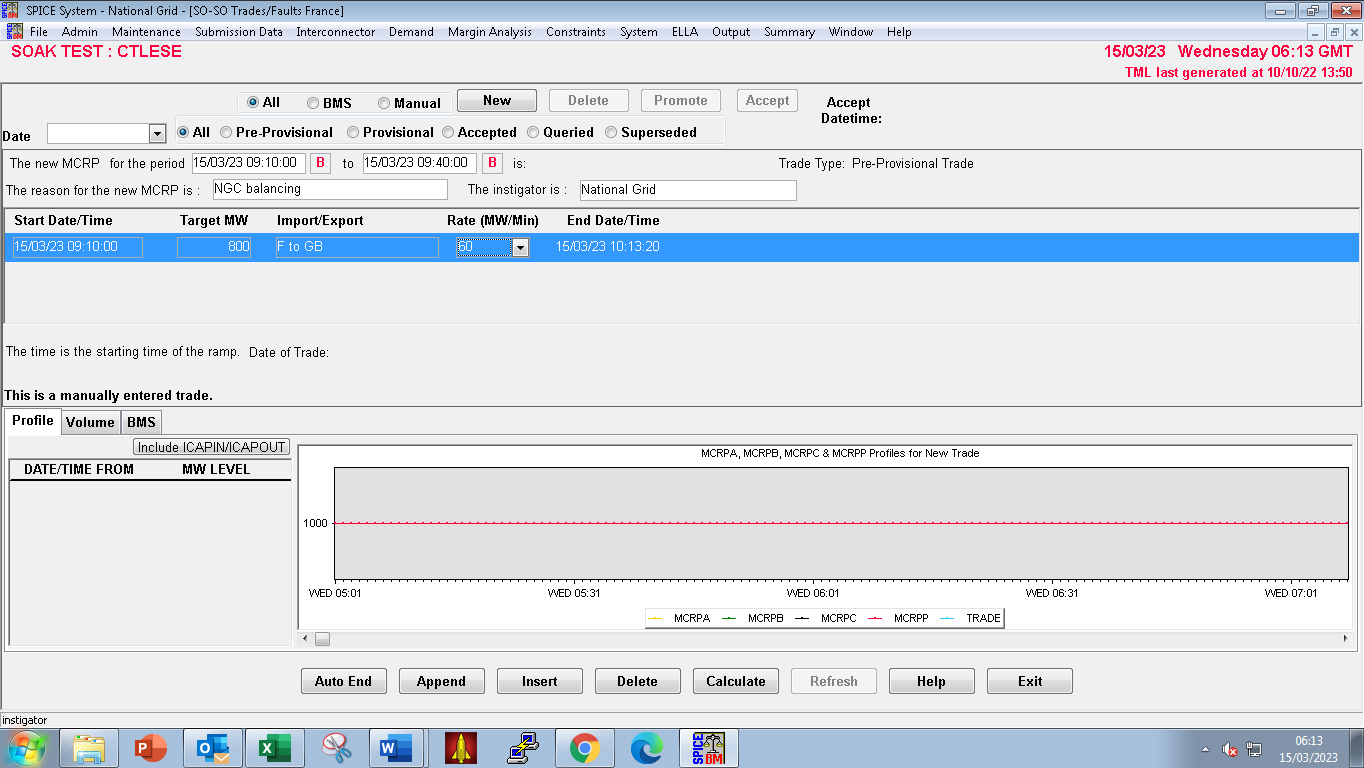 SPICE System - National Grid - [SO-SO Trades/Faults France]
File Admin Maintenance Submission Data Interconnector Demand Margin Analysis Constraints System ELLA Output Summary Window Help
SOAK TEST : CTLESE 15/03/23 Wednesday 06:13 GMT
TML last generated at 10/10/22 13:50
All BMS Manual New Delete Promote Accept Accept Datetime:
Date All Pre-Provisional Provisional Accepted Queried Superseded
The new MCRP for the period 15/03/23 09:10:00 B to 15/03/23 09:40:00 B is: Trade Type: Pre-Provisional Trade
The reason for the new MCRP is : NGC balancing The instigator is : National Grid
Start Date/Time Target MW Import/Export Rate (MW/Min) End Date/Time
15/03/23 09:10:00 800 F to GB 60 15/03/23 10:13:20
The time is the starting time of the ramp. Date of Trade:
This is a manually entered trade.
Profile Volume BMS
Include ICAPIN/ICAPOUT
DATE/TIME FROM MW LEVEL
MCRPA, MCRPB, MCRPC & MCRPP Profiles for New Trade
1000
WED 05:01 WED 05:31 WED 06:01 WED 06:31 WED 07:01
MCRPA MCRPB MCRPC MCRPP TRADE
Auto End Append Insert Delete Calculate Refresh Help Exit
instigator
SPICE BMI
06:13
15/03/2023